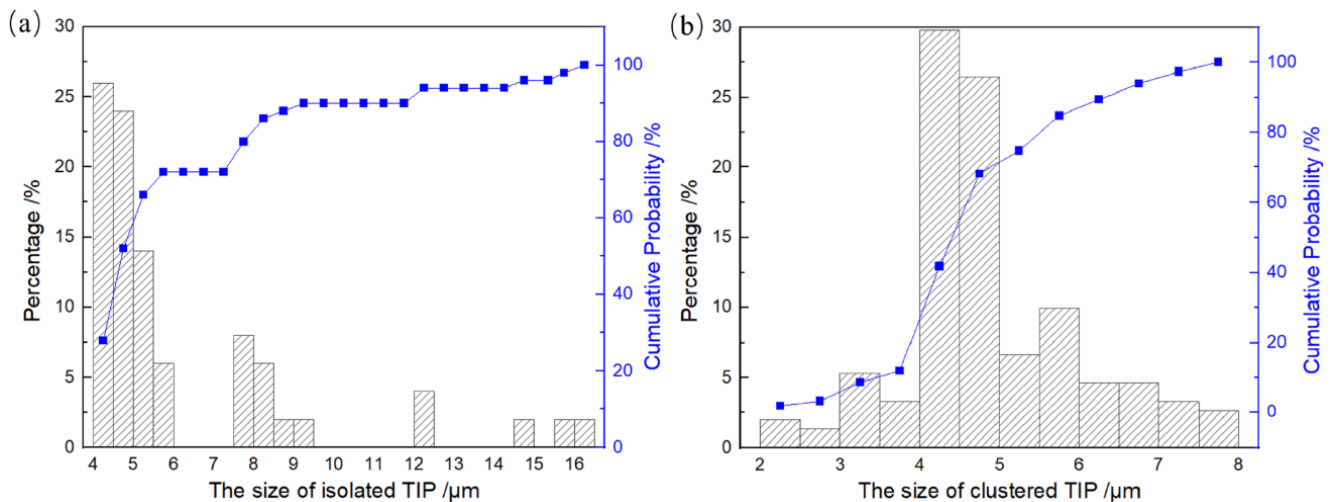 (a)
30
25
20
15
10
5
0
Percentage /%
100
80
60
40
20
0
Cumulative Probability /%
4 5 6 7 8 9 10 11 12 13 14 15 16
The size of isolated TIP /μm
(b)
30
25
20
15
10
5
0
Percentage /%
100
80
60
40
20
0
Cumulative Probability /%
2 3 4 5 6 7 8
The size of clustered TIP /μm